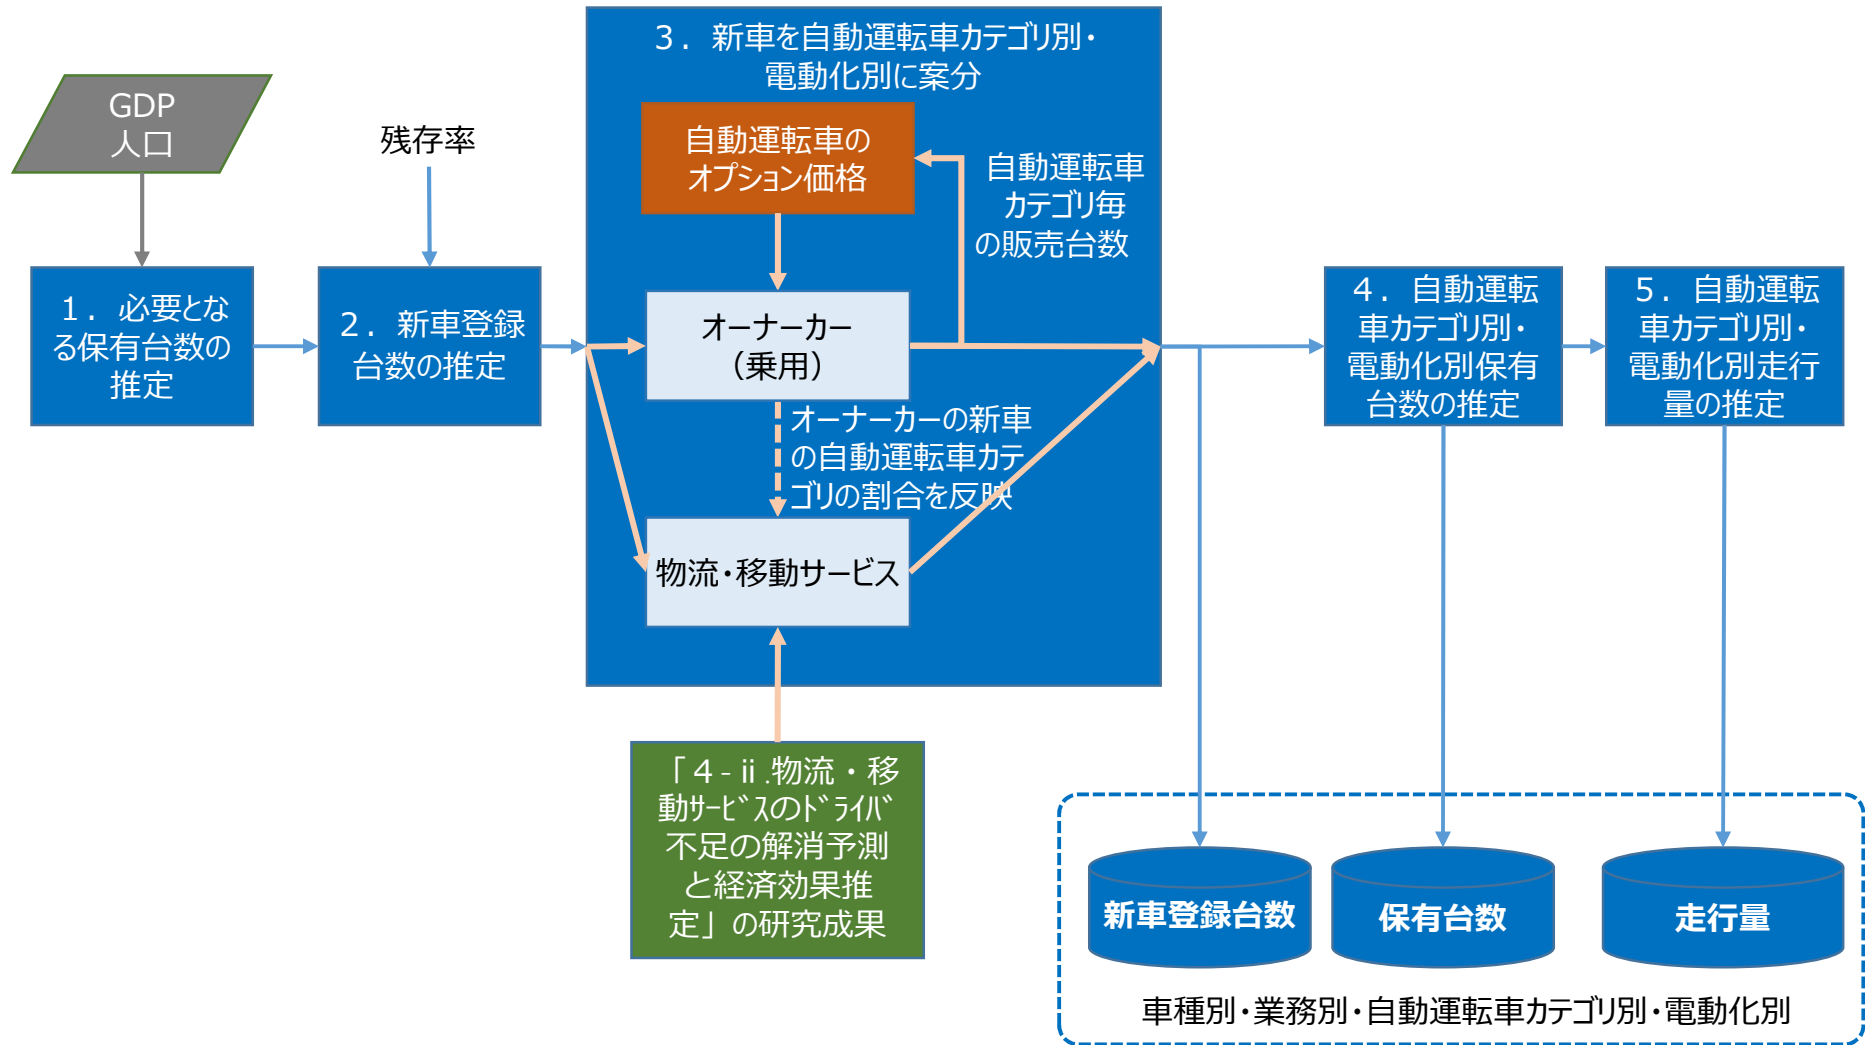 GDP
人口
残存率
１．必要とな
る保有台数の
推定
２．新車登録
台数の推定
３．新車を自動運転車カテゴリ別・
電動化別に案分
自動運転車の
オプション価格
自動運転車
カテゴリ毎
の販売台数
オーナーカー
（乗用）
オーナーカーの新車
の自動運転車カテ
ゴリの割合を反映
物流・移動サービス
「４-ⅱ.物流・移
動ｻｰﾋﾞｽのﾄﾞﾗｲﾊﾞ
不足の解消予測
と経済効果推
定」の研究成果
４．自動運転
車カテゴリ別・
電動化別保有
台数の推定
５．自動運転
車カテゴリ別・
電動化別走行
量の推定
新車登録台数
保有台数
走行量
車種別・業務別・自動運転車カテゴリ別・電動化別